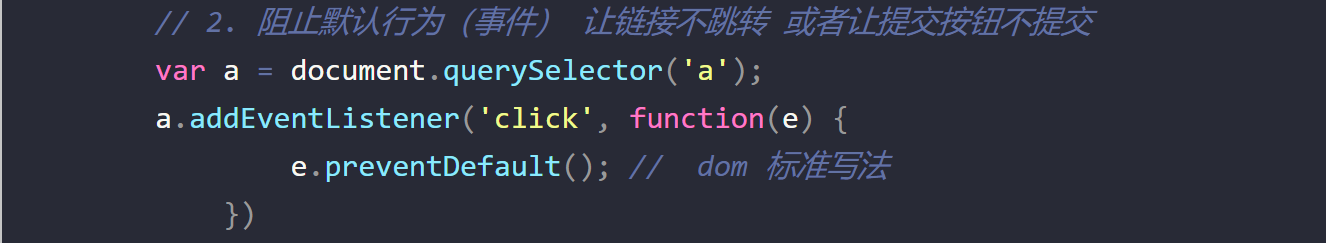 // 2. 阻止默认行为（事件） 让链接不跳转 或者让提交按钮不提交
var a = document.querySelector('a');
a.addEventListener('click', function(e) {
e.preventDefault(); //  dom 标准写法
})